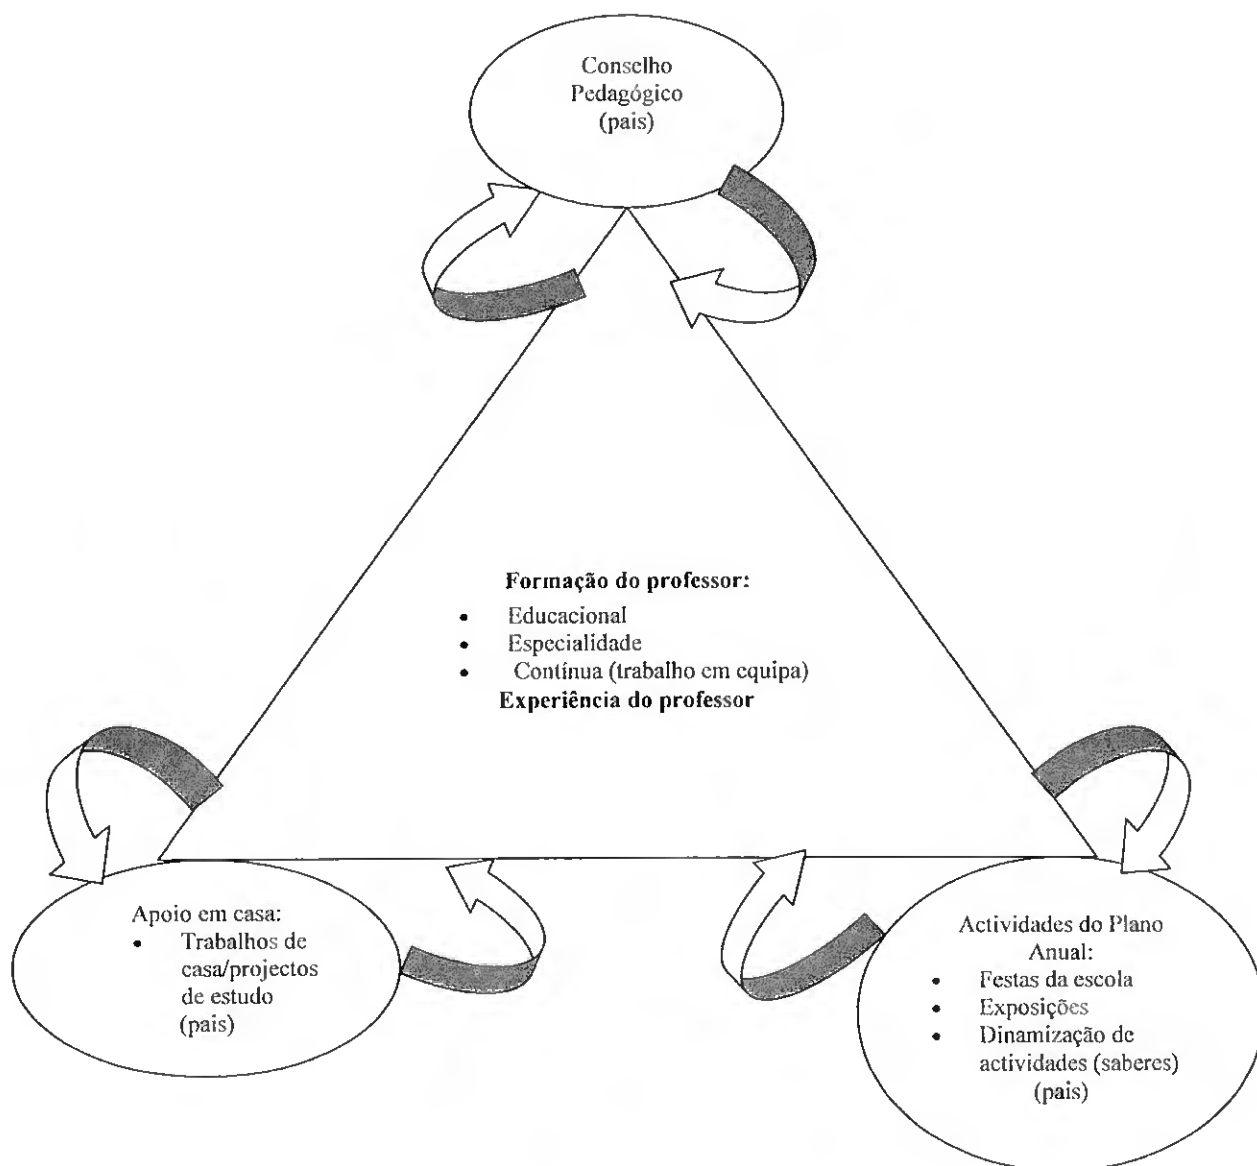 Conselho
Pedagógico
(pais)
Formação do professor:
• Educacional
• Especialidade
• Contínua (trabalho em equipa)
Experiência do professor
Apoio em casa:
• Trabalhos de
casa/projectos
de estudo
(pais)
Actividades do Plano
Anual:
• Festas da escola
• Exposições
• Dinamização de
actividades (saberes)
(pais)